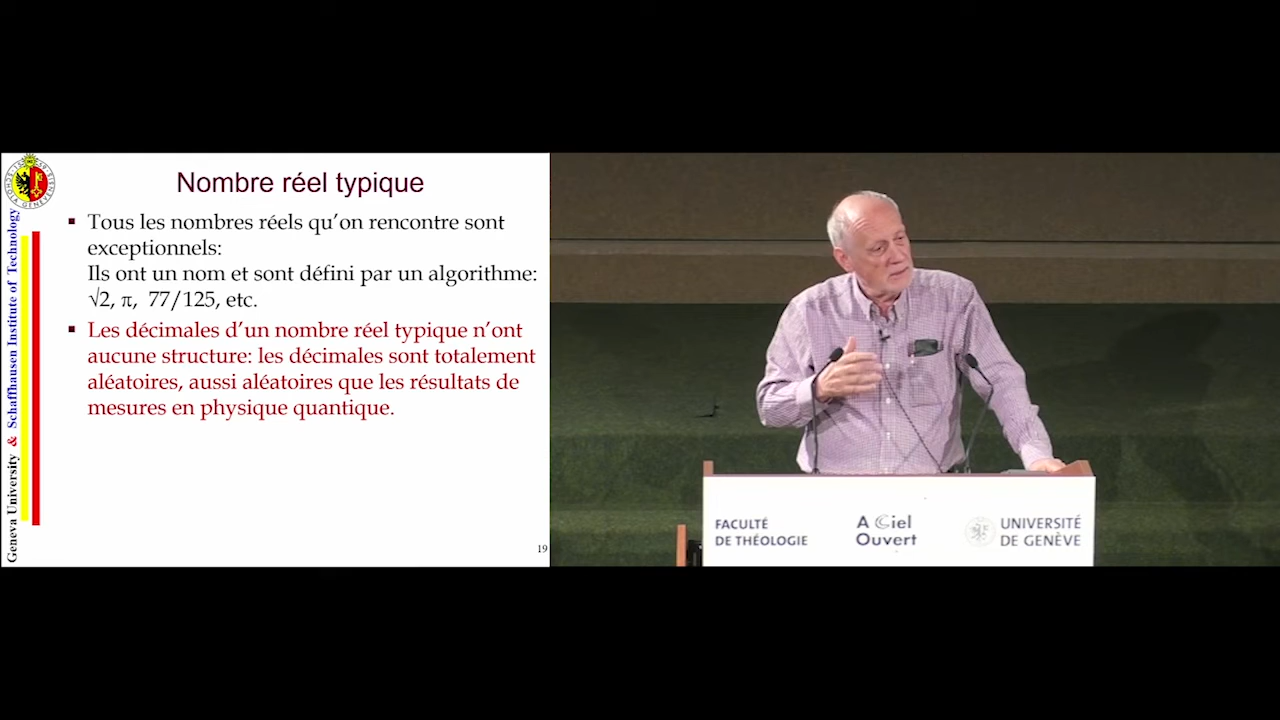 Nombre réel typique
▪ Tous les nombres réels qu'on rencontre sont
exceptionnels:
Ils ont un nom et sont défini par un algorithme:
√2, π, 77/125, etc.
▪ Les décimales d'un nombre réel typique n'ont
aucune structure: les décimales sont totalement
aléatoires, aussi aléatoires que les résultats de
mesures en physique quantique.
Geneva University & Schaffhausen Institute of Technology
19
FACULTÉ
DE THÉOLOGIE
A Ciel
Ouvert
UNIVERSITÉ
DE GENÈVE